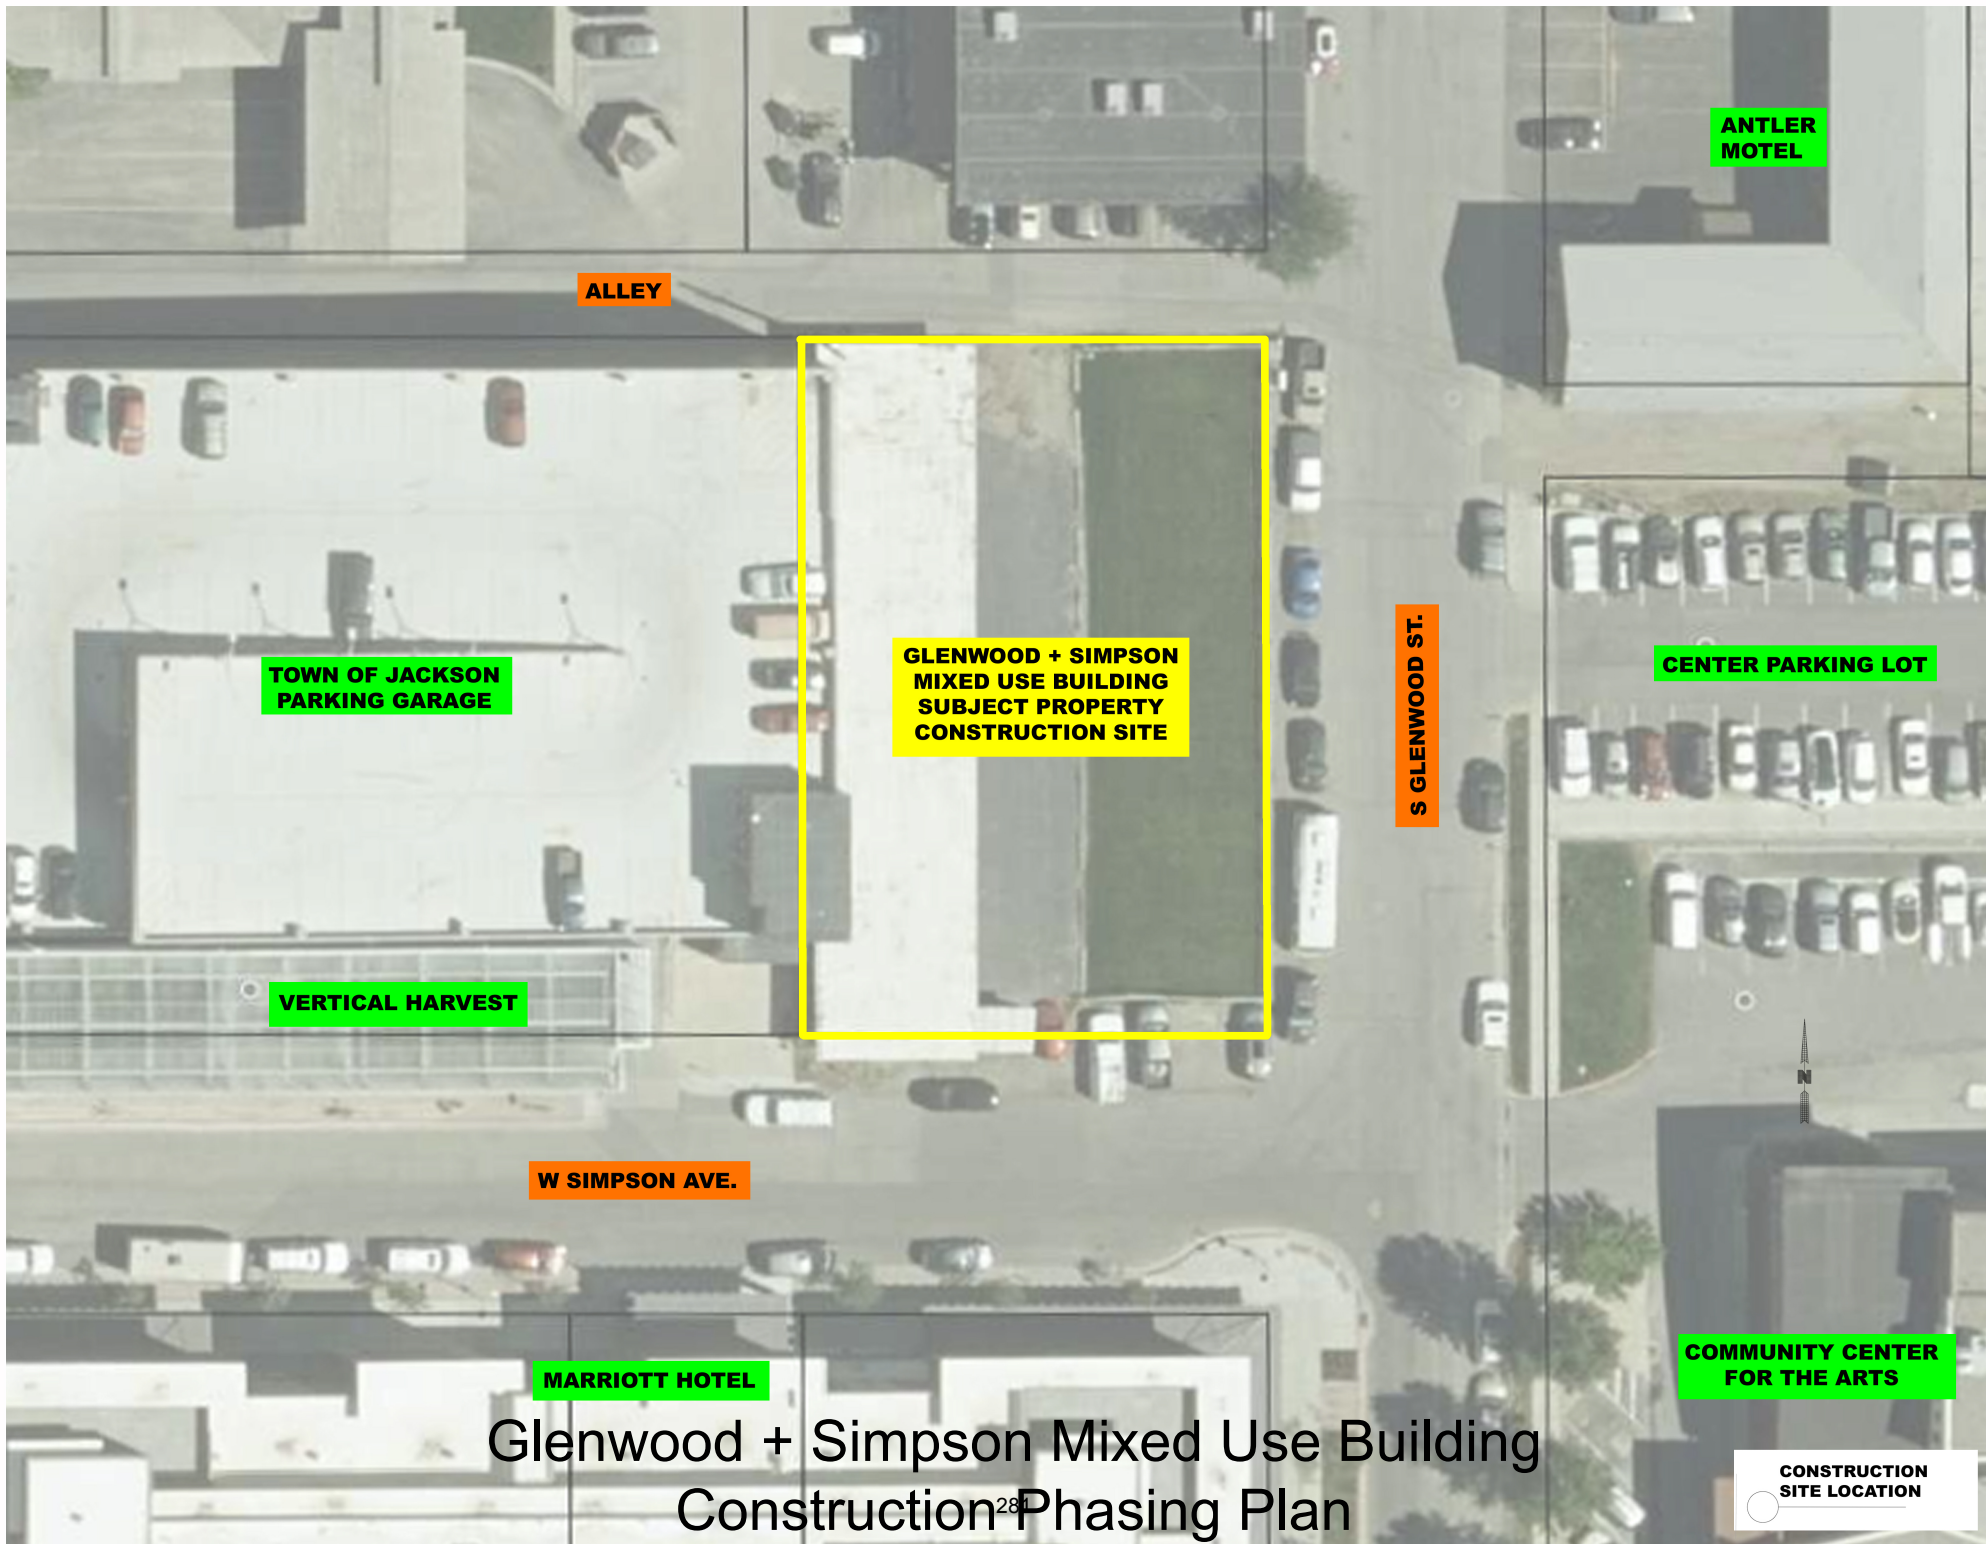 ANTLER
MOTEL
ALLEY
S GLENWOOD ST.
GLENWOOD + SIMPSON
MIXED USE BUILDING
SUBJECT PROPERTY
CONSTRUCTION SITE
TOWN OF JACKSON
PARKING GARAGE
CENTER PARKING LOT
VERTICAL HARVEST
N
W SIMPSON AVE.
MARRIOTT HOTEL
COMMUNITY CENTER
FOR THE ARTS
Glenwood + Simpson Mixed Use Building
Construction Phasing Plan
281
CONSTRUCTION
SITE LOCATION